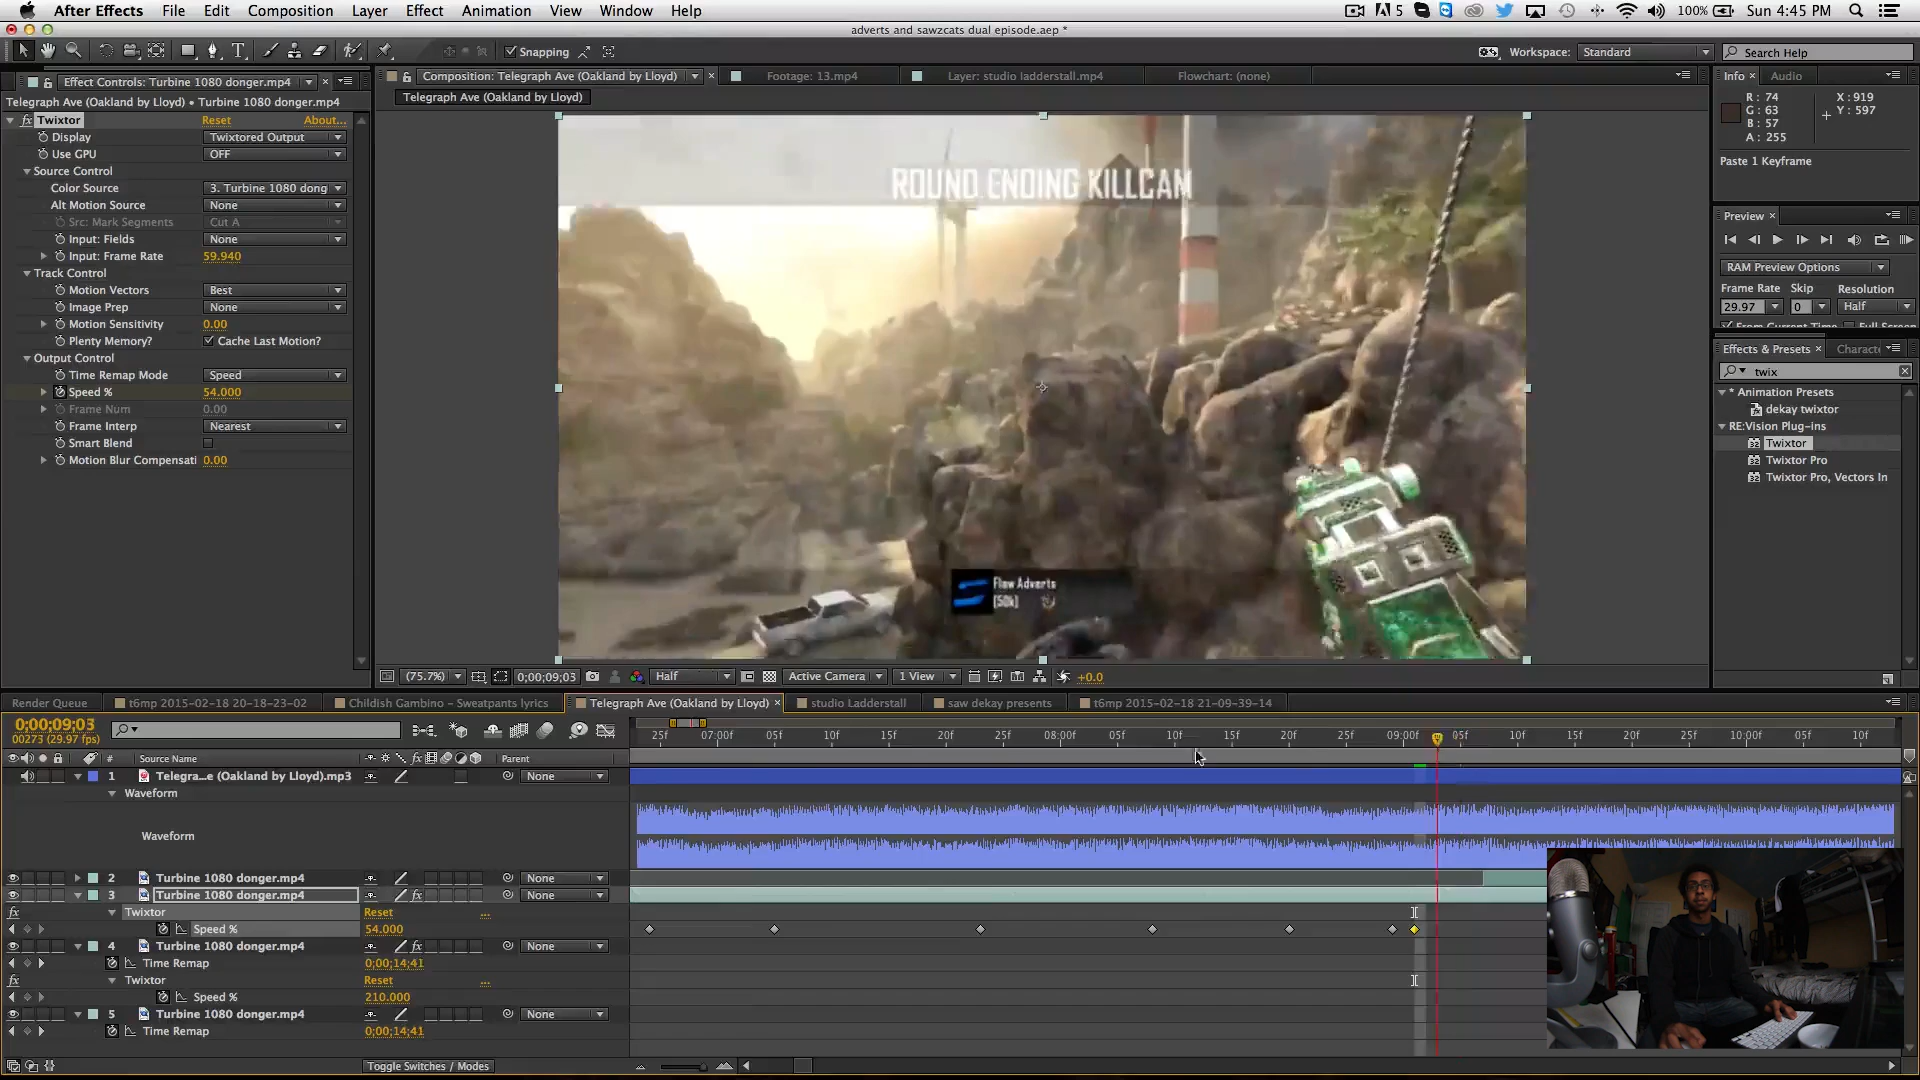 After Effects File Edit Composition Layer Effect Animation View Window Help
5 100% Sun 4:45 PM
adverts and sawzcats dual episode.aep *
Snapping
Workspace: Standard
Search Help
Effect Controls: Turbine 1080 donger.mp4
Telegraph Ave (Oakland by Lloyd) • Turbine 1080 donger.mp4
fx Twixtor Reset About...
Display Twixtored Output
Use GPU OFF
Source Control
Color Source 3. Turbine 1080 dong
Alt Motion Source None
Src: Mark Segments Cut A
Input: Fields None
Input: Frame Rate 59.940
Track Control
Motion Vectors Best
Image Prep None
Motion Sensitivity 0.00
Plenty Memory? Cache Last Motion?
Output Control
Time Remap Mode Speed
Speed % 54.000
Frame Num 0.00
Frame Interp Nearest
Smart Blend
Motion Blur Compensati 0.00
Composition: Telegraph Ave (Oakland by Lloyd)
Footage: 13.mp4
Layer: studio ladderstall.mp4
Flowchart: (none)
Telegraph Ave (Oakland by Lloyd)
ROUND ENDING KILLCAM
Flaw Adverts
[50k]
(75.7%) 0;00;09;03 Half Active Camera 1 View +0.0
Info Audio
R: 74
G: 63
B: 57
A: 255
X: 919
Y: 597
Paste 1 Keyframe
Preview
RAM Preview Options
Frame Rate Skip Resolution
29.97 0 Half
From Current Time Full Screen
Effects & Presets Characte
twix
* Animation Presets
dekay twixtor
RE:Vision Plug-ins
Twixtor
Twixtor Pro
Twixtor Pro, Vectors In
Render Queue
t6mp 2015-02-18 20-18-23-02
Childish Gambino - Sweatpants lyrics
Telegraph Ave (Oakland by Lloyd)
studio Ladderstall
saw dekay presents
t6mp 2015-02-18 21-09-39-14
0;00;09;03
00273 (29.97 fps)
25f 07:00f 05f 10f 15f 20f 25f 08:00f 05f 10f 15f 20f 25f 09:00f 05f 10f 15f 20f 25f 10:00f 05f 10f
# Source Name Parent
1 Telegra...e (Oakland by Lloyd).mp3 None
Waveform
Waveform
2 Turbine 1080 donger.mp4 None
3 Turbine 1080 donger.mp4 fx None
fx Twixtor Reset ...
Speed % 54.000
4 Turbine 1080 donger.mp4 fx None
Time Remap 0;00;14;41
fx Twixtor Reset ...
Speed % 210.000
5 Turbine 1080 donger.mp4 None
Time Remap 0;00;14;41
Toggle Switches / Modes